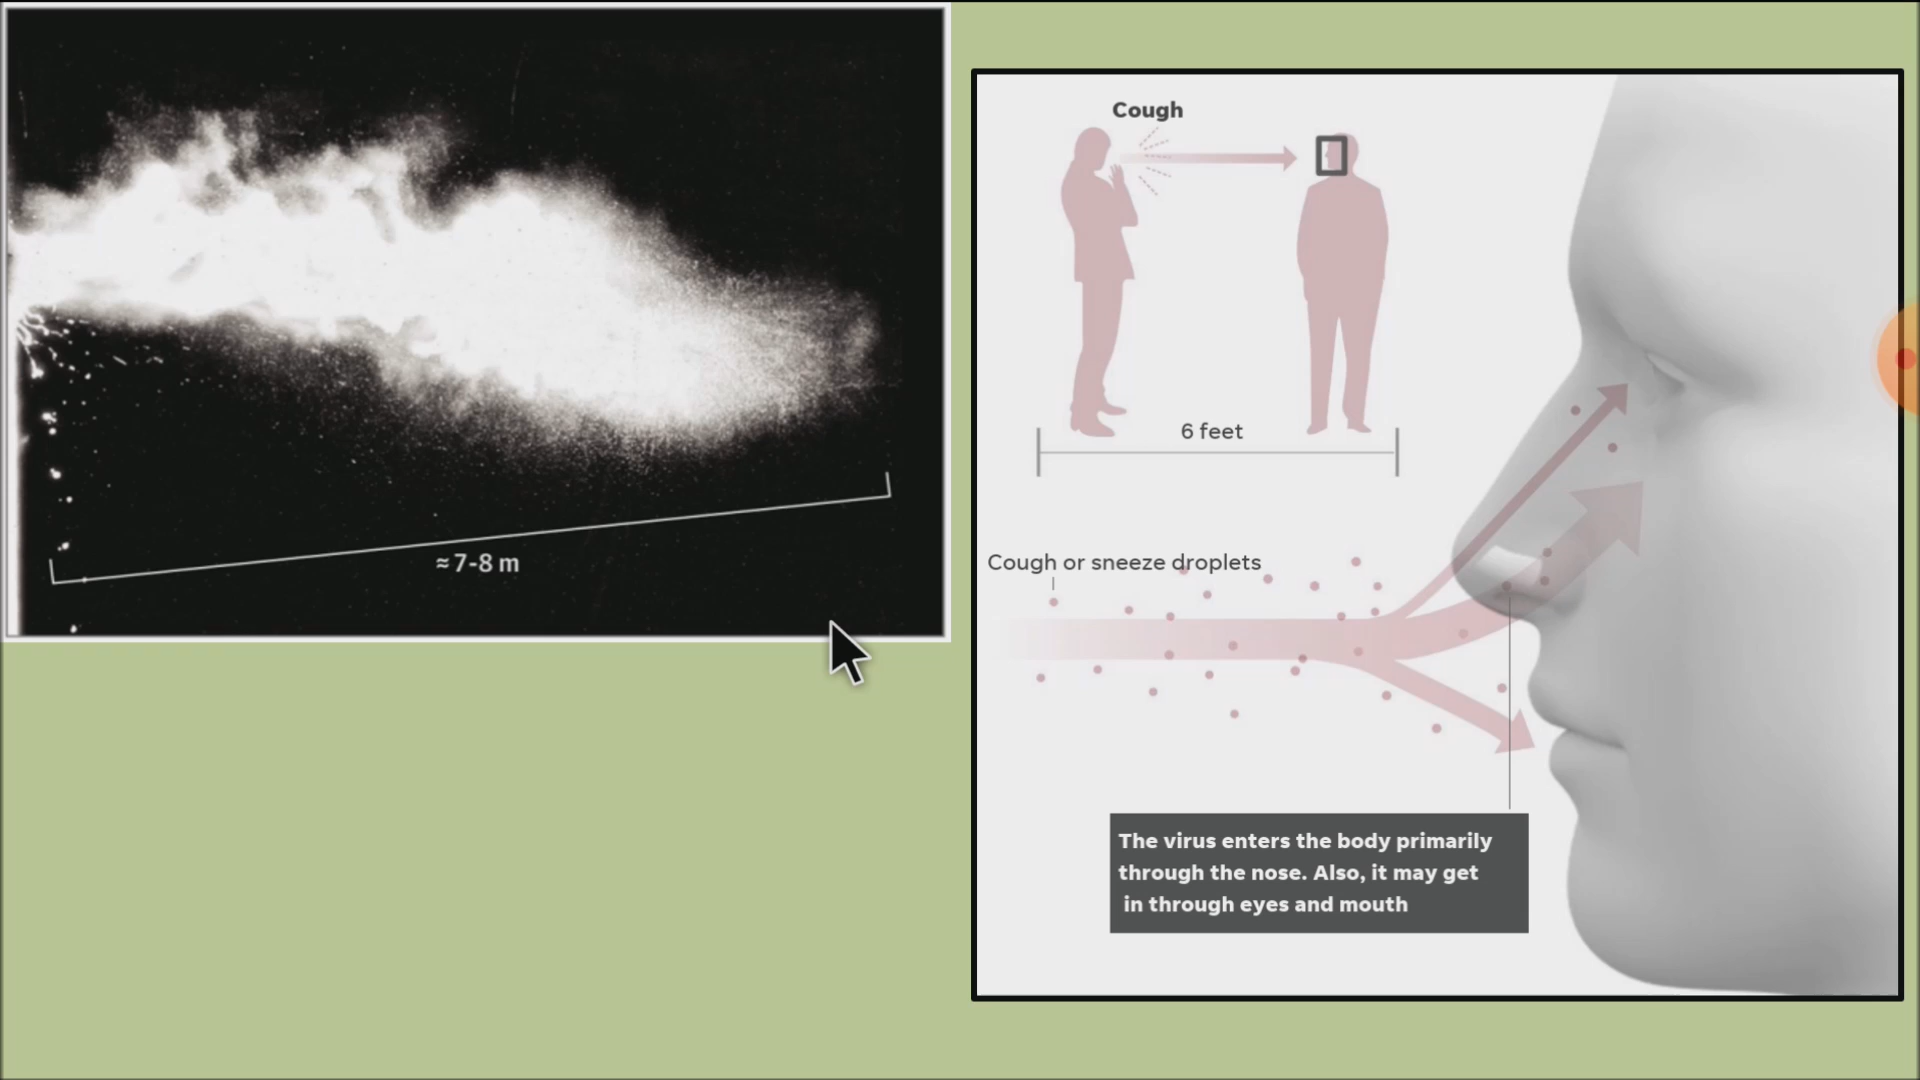 ≈ 7-8 m
Cough
6 feet
Cough or sneeze droplets
The virus enters the body primarily
through the nose. Also, it may get
in through eyes and mouth